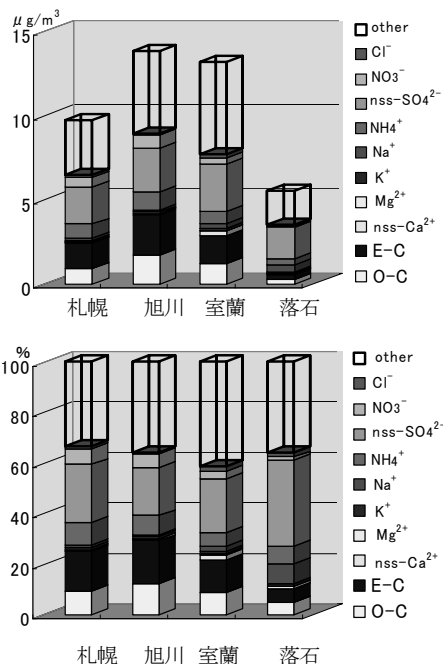 μg/m³
15
10
5
0
札幌 旭川 室蘭 落石
other
Cl⁻
NO3⁻
nss-SO4²⁻
NH4⁺
Na⁺
K⁺
Mg²⁺
nss-Ca²⁺
E-C
O-C
%
100
80
60
40
20
0
札幌 旭川 室蘭 落石
other
Cl⁻
NO3⁻
nss-SO4²⁻
NH4⁺
Na⁺
K⁺
Mg²⁺
nss-Ca²⁺
E-C
O-C